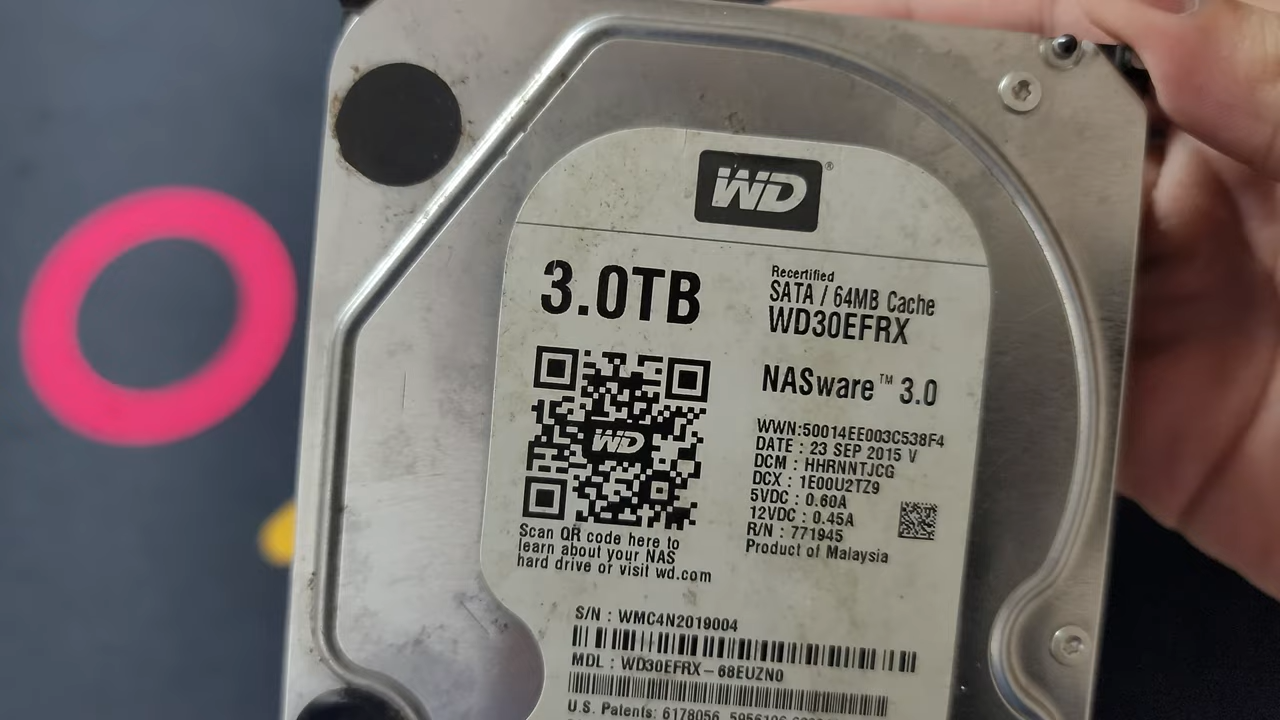 WD®
3.0TB
Recertified
SATA / 64MB Cache
WD30EFRX
NASware™ 3.0
WD
Scan QR code here to
learn about your NAS
hard drive or visit wd.com
WWN:50014EE003C538F4
DATE : 23 SEP 2015 V
DCM : HHRNNTJCG
DCX : 1E00U2TZ9
5VDC : 0.60A
12VDC : 0.45A
R/N : 771945
Product of Malaysia
S/N : WMC4N2019004
MDL : WD30EFRX-68EUZN0
U.S. Patents: 6178056,